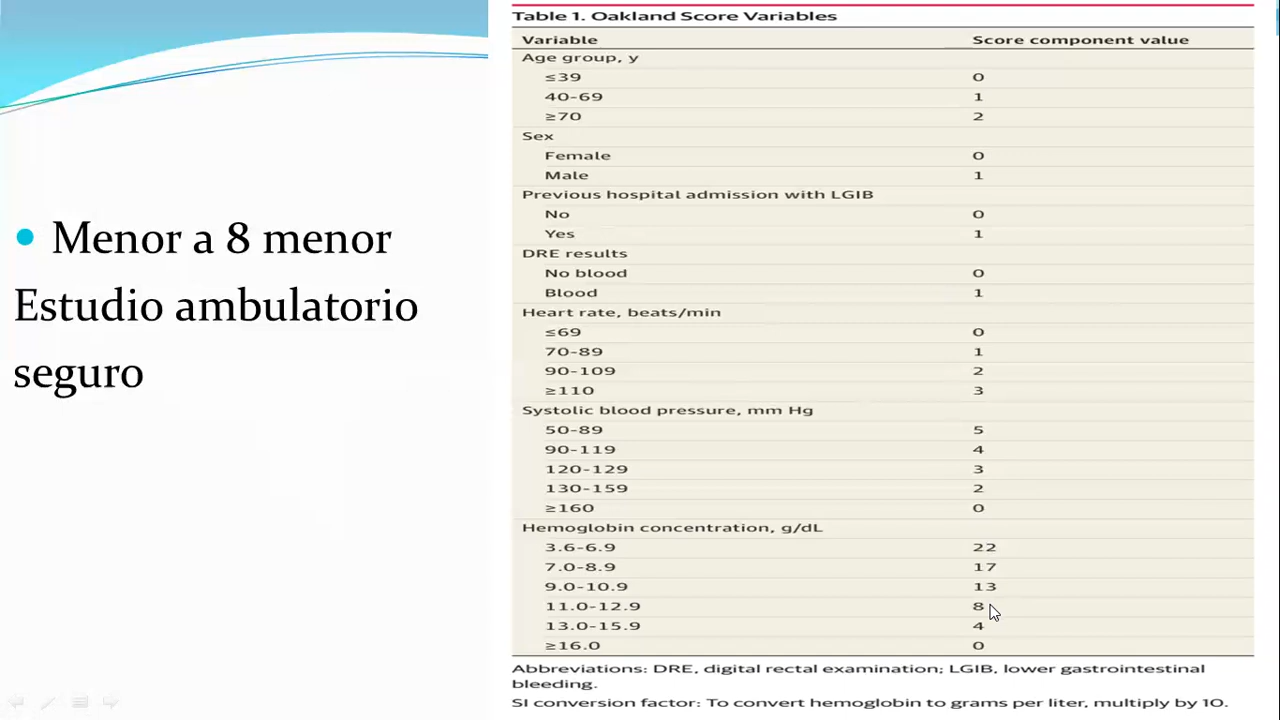 Menor a 8 menor
Estudio ambulatorio
seguro
Table 1. Oakland Score Variables
Variable Score component value
Age group, y
≤39 0
40-69 1
≥70 2
Sex
Female 0
Male 1
Previous hospital admission with LGIB
No 0
Yes 1
DRE results
No blood 0
Blood 1
Heart rate, beats/min
≤69 0
70-89 1
90-109 2
≥110 3
Systolic blood pressure, mm Hg
50-89 5
90-119 4
120-129 3
130-159 2
≥160 0
Hemoglobin concentration, g/dL
3.6-6.9 22
7.0-8.9 17
9.0-10.9 13
11.0-12.9 8
13.0-15.9 4
≥16.0 0
Abbreviations: DRE, digital rectal examination; LGIB, lower gastrointestinal
bleeding.
SI conversion factor: To convert hemoglobin to grams per liter, multiply by 10.